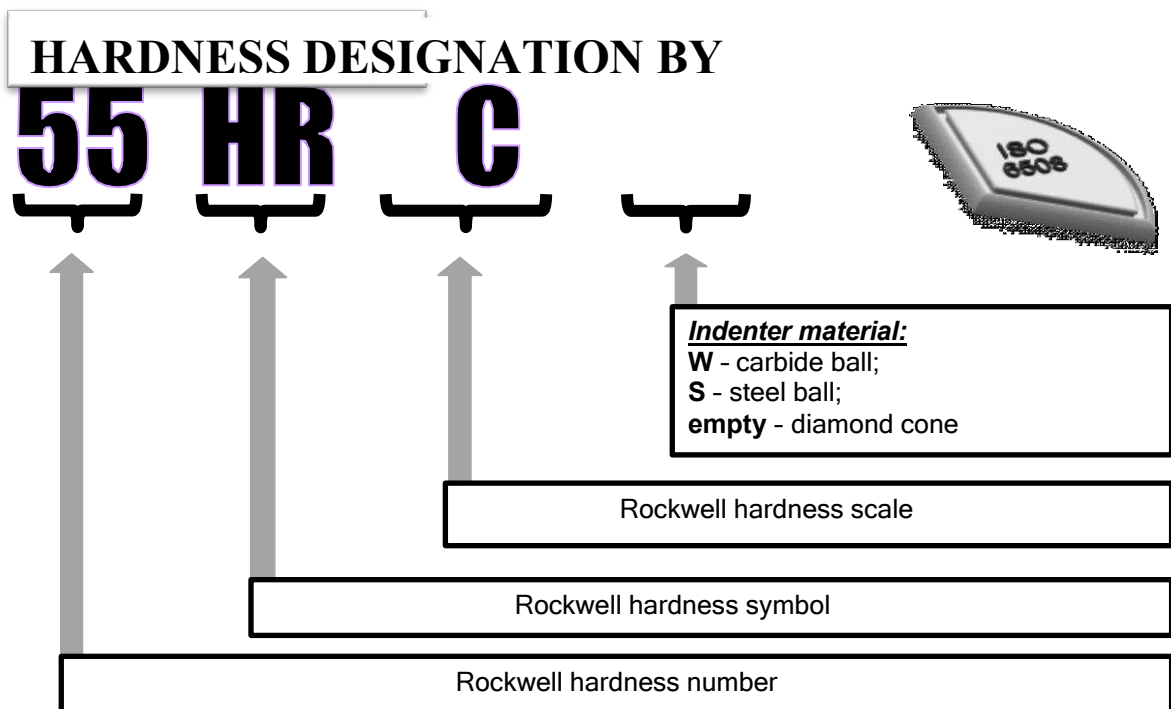 HARDNESS DESIGNATION BY
55 HR C
ISO
6508
Indenter material:
W - carbide ball;
S - steel ball;
empty - diamond cone
Rockwell hardness scale
Rockwell hardness symbol
Rockwell hardness number